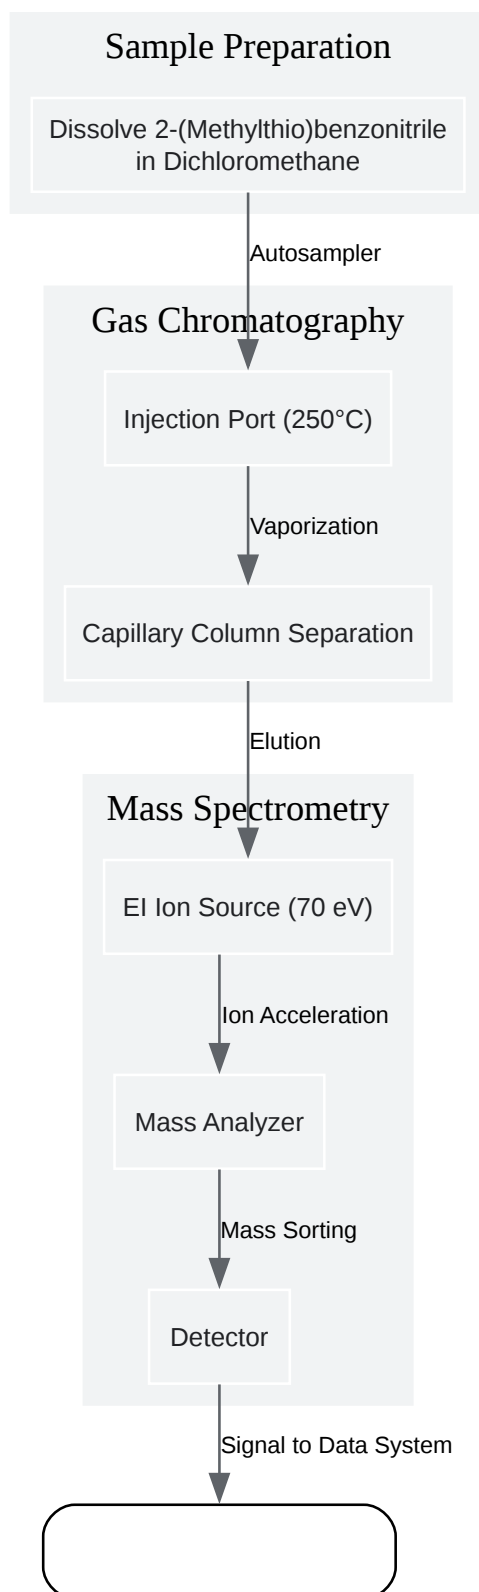 Sample Preparation
Dissolve 2-(Methylthio)benzonitrile
in Dichloromethane
Autosampler
Gas Chromatography
Injection Port (250°C)
Vaporization
Capillary Column Separation
Elution
Mass Spectrometry
EI Ion Source (70 eV)
Ion Acceleration
Mass Analyzer
Mass Sorting
Detector
Signal to Data System